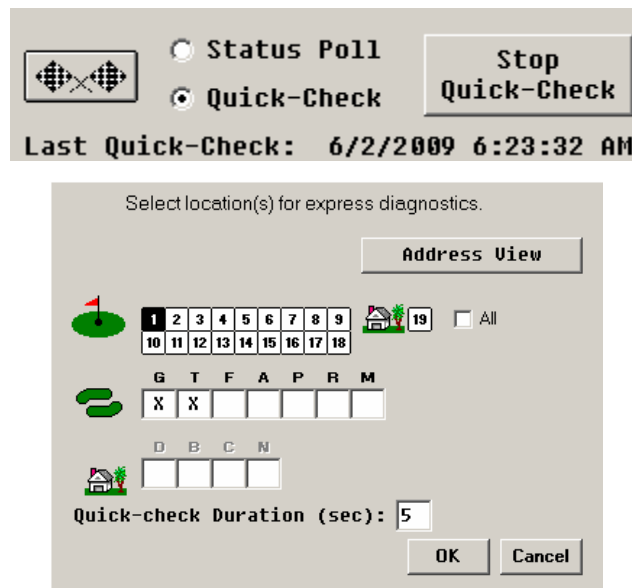 Status Poll
Quick-Check
Stop
Quick-Check
Last Quick-Check: 6/2/2009 6:23:32 AM
Select location(s) for express diagnostics.
Address View
1 2 3 4 5 6 7 8 9 19 All
10 11 12 13 14 15 16 17 18
G T F A P R M
X X
D B C N
Quick-check Duration (sec): 5
OK Cancel